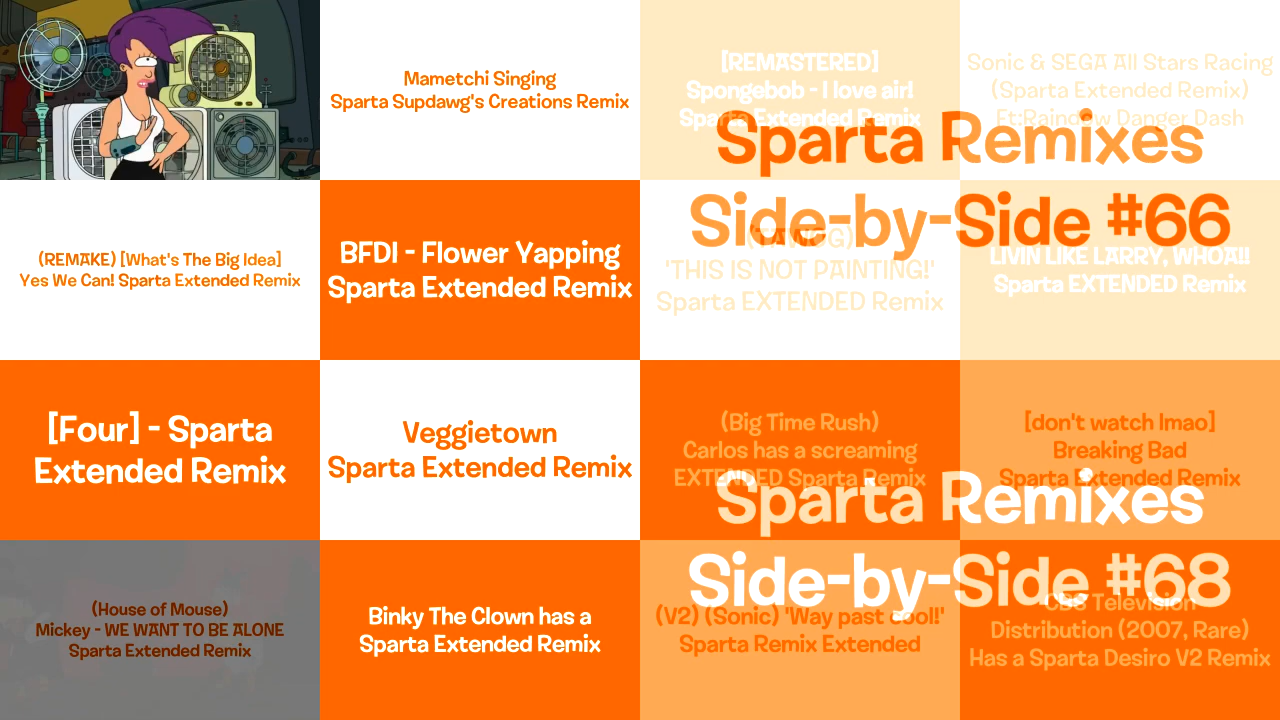 Mametchi Singing
Sparta Supdawg's Creations Remix
[REMASTERED]
Spongebob - I love air!
Sparta Extended Remix
Sonic & SEGA All Stars Racing
(Sparta Extended Remix)
Danger Dash
Sparta Remixes
Side-by-Side #66
(REMAKE) [What's The Big Idea]
Yes We Can! Sparta Extended Remix
BFDI - Flower Yapping
Sparta Extended Remix
(TAWOG)
'THIS IS NOT PAINTING!'
Sparta EXTENDED Remix
LIVIN LIKE LARRY, WHOA!!
Sparta EXTENDED Remix
[Four] - Sparta
Extended Remix
Veggietown
Sparta Extended Remix
(Big Time Rush)
Carlos has a screaming
EXTENDED Sparta Remix
[don't watch lmao]
Breaking Bad
Sparta Extended Remix
Sparta Remixes
Side-by-Side #68
(House of Mouse)
Mickey - WE WANT TO BE ALONE
Sparta Extended Remix
Binky The Clown has a
Sparta Extended Remix
(V2) (Sonic) 'Way past cool!'
Sparta Remix Extended
CBS Television
Distribution (2007, Rare)
Has a Sparta Desiro V2 Remix